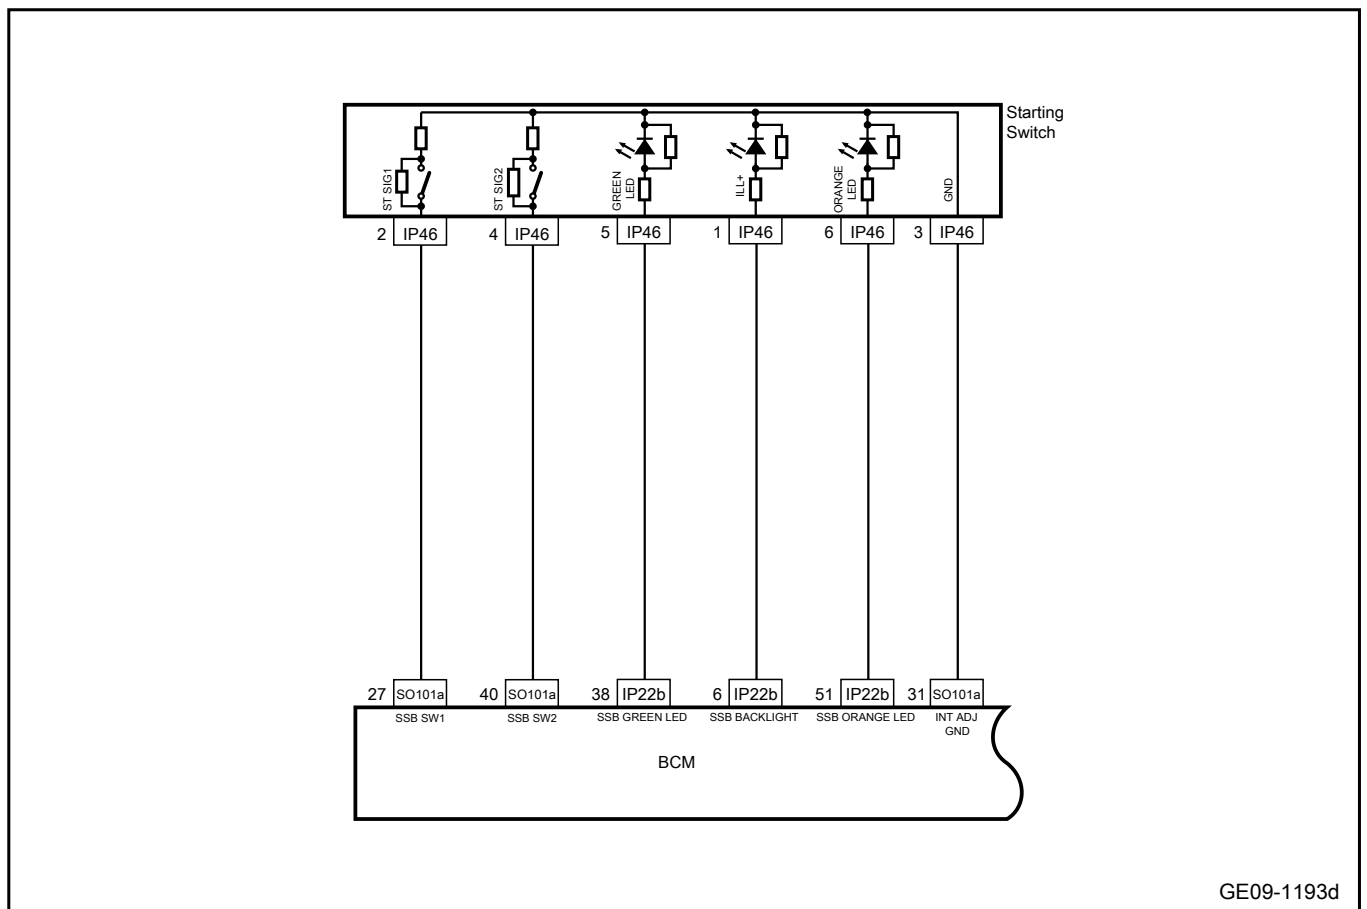 Starting
Switch
ST SIG1
ST SIG2
GREEN
LED
ILL+
ORANGE
LED
GND
2 IP46
4 IP46
5 IP46
1 IP46
6 IP46
3 IP46
27 SO101a
40 SO101a
38 IP22b
6 IP22b
51 IP22b
31 SO101a
SSB SW1
SSB SW2
SSB GREEN LED
SSB BACKLIGHT
SSB ORANGE LED
INT ADJ
GND
BCM
GE09-1193d